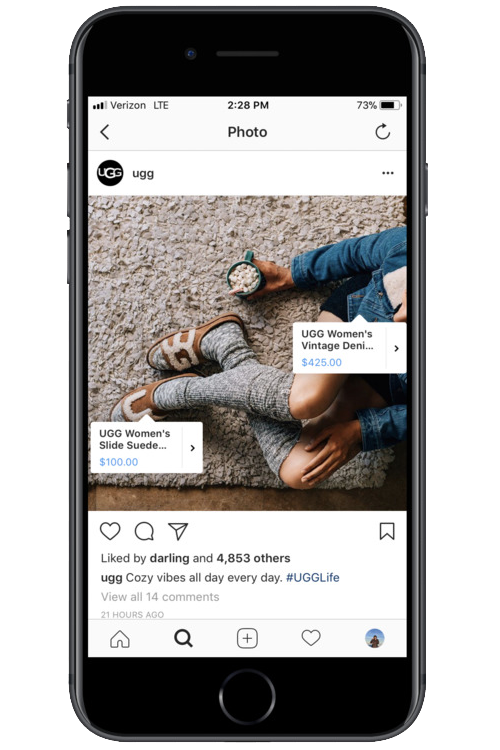 Verizon LTE 2:28 PM 73%
Photo
UGG ugg
UGG Women's
Vintage Deni...
$425.00
UGG Women's
Slide Suede...
$100.00
Liked by darling and 4,853 others
ugg Cozy vibes all day every day. #UGGLife
View all 14 comments
21 HOURS AGO